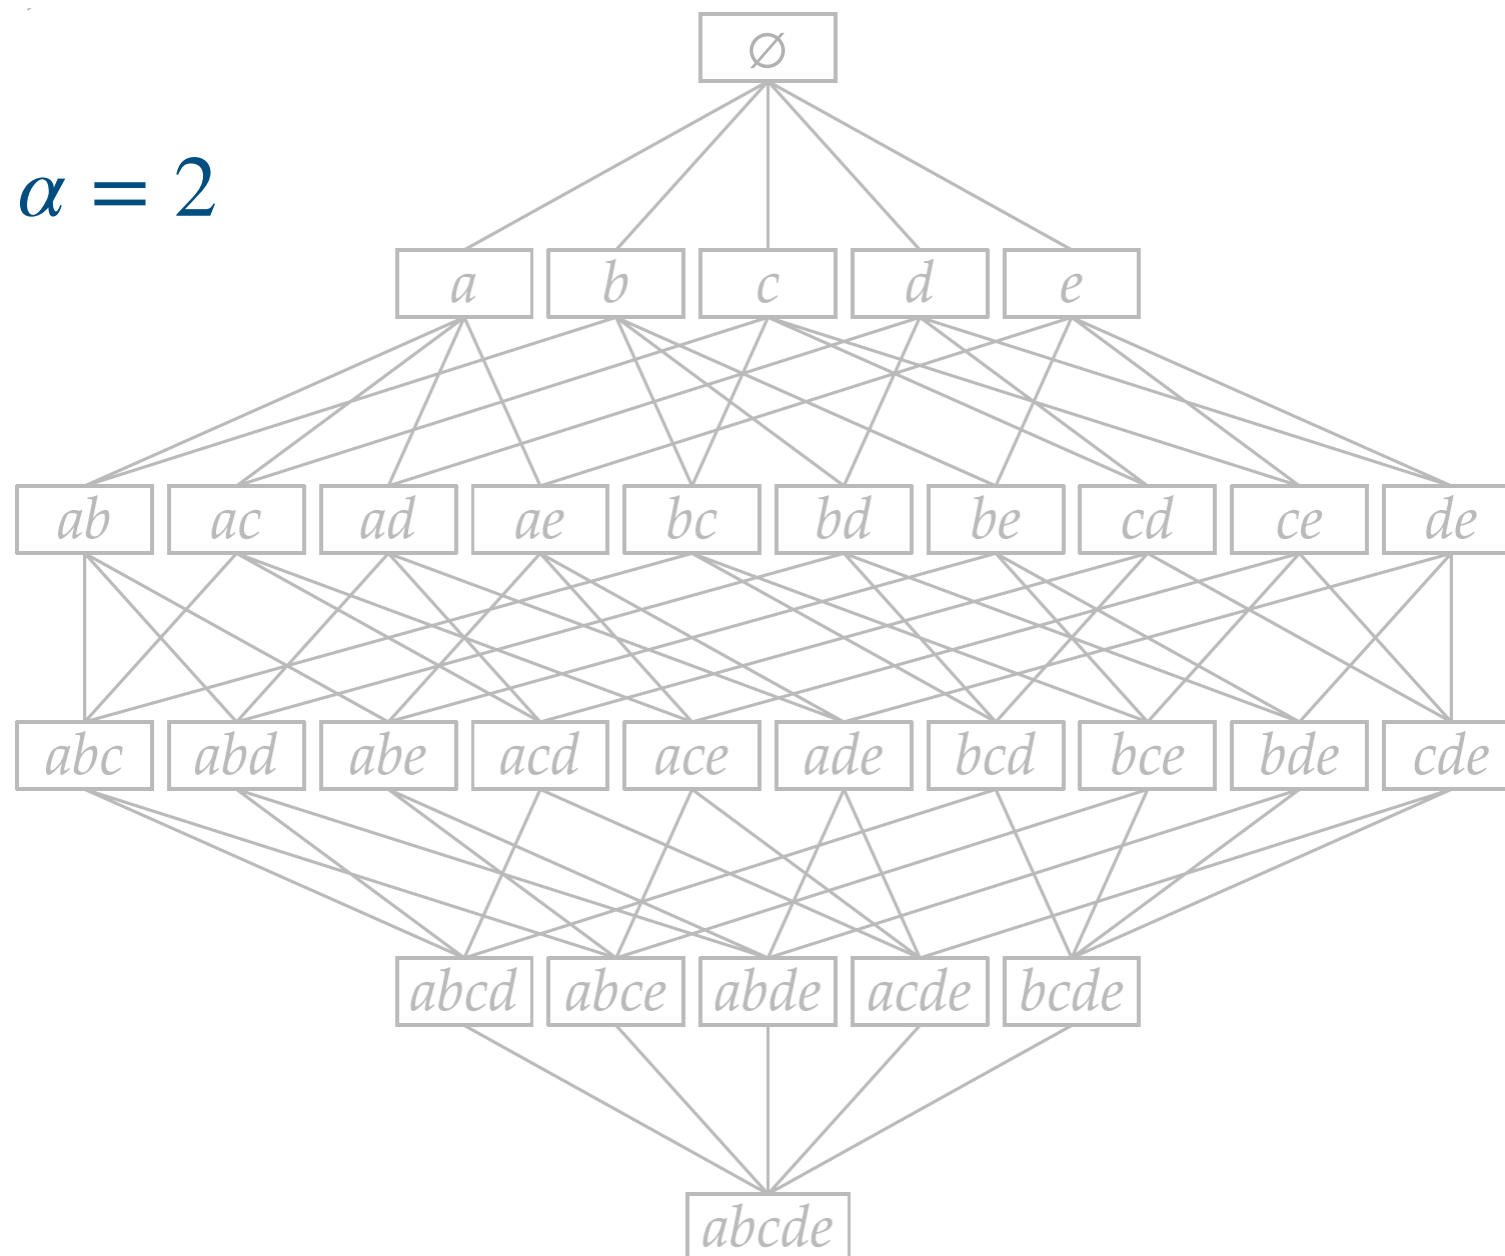 ∅
α = 2
a b c d e
ab ac ad ae bc bd be cd ce de
abc abd abe acd ace ade bcd bce bde cde
abcd abce abde acde bcde
abcde